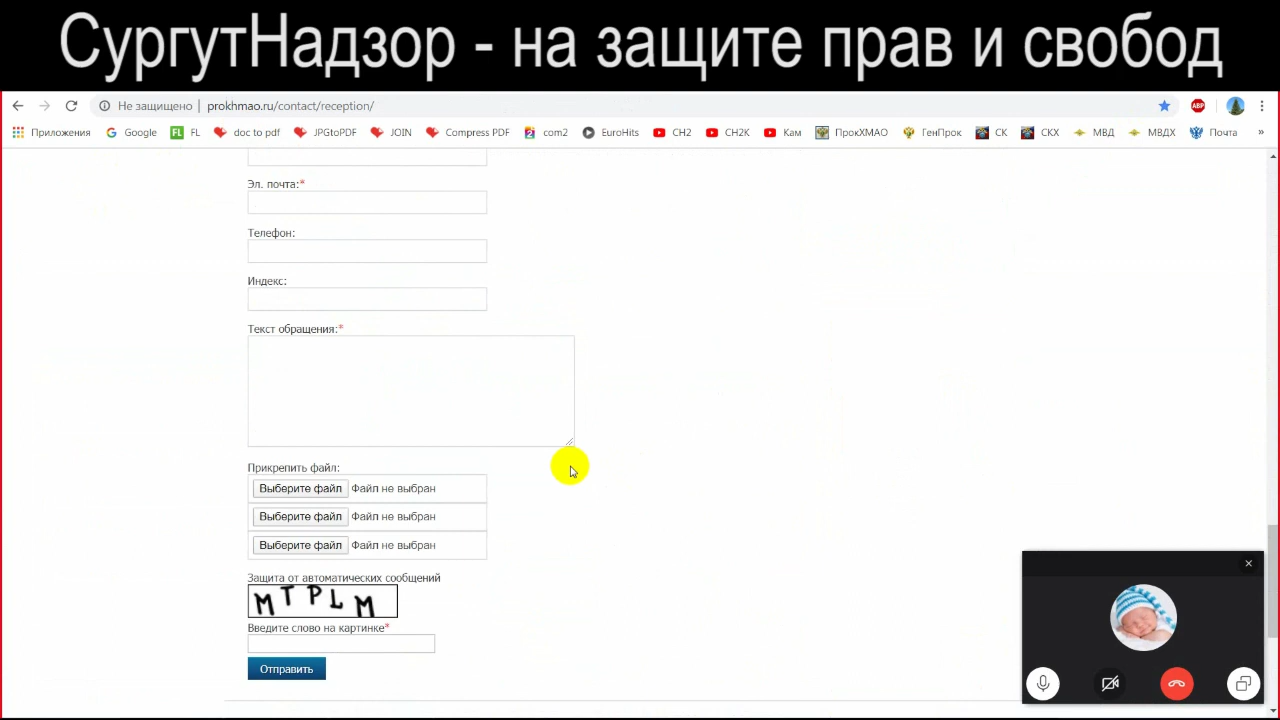 СургутНадзор - на защите прав и свобод
Не защищено | prokhmao.ru/contact/reception/
ABP
Приложения Google FL FL doc to pdf JPGtoPDF JOIN Compress PDF com2 EuroHits CH2 CH2K Кам ПрокХМАО ГенПрок СК СКХ МВД МВДХ Почта »
Эл. почта:*
Телефон:
Индекс:
Текст обращения:*
Прикрепить файл:
Выберите файл Файл не выбран
Выберите файл Файл не выбран
Выберите файл Файл не выбран
Защита от автоматических сообщений
MTPLM
Введите слово на картинке*
Отправить